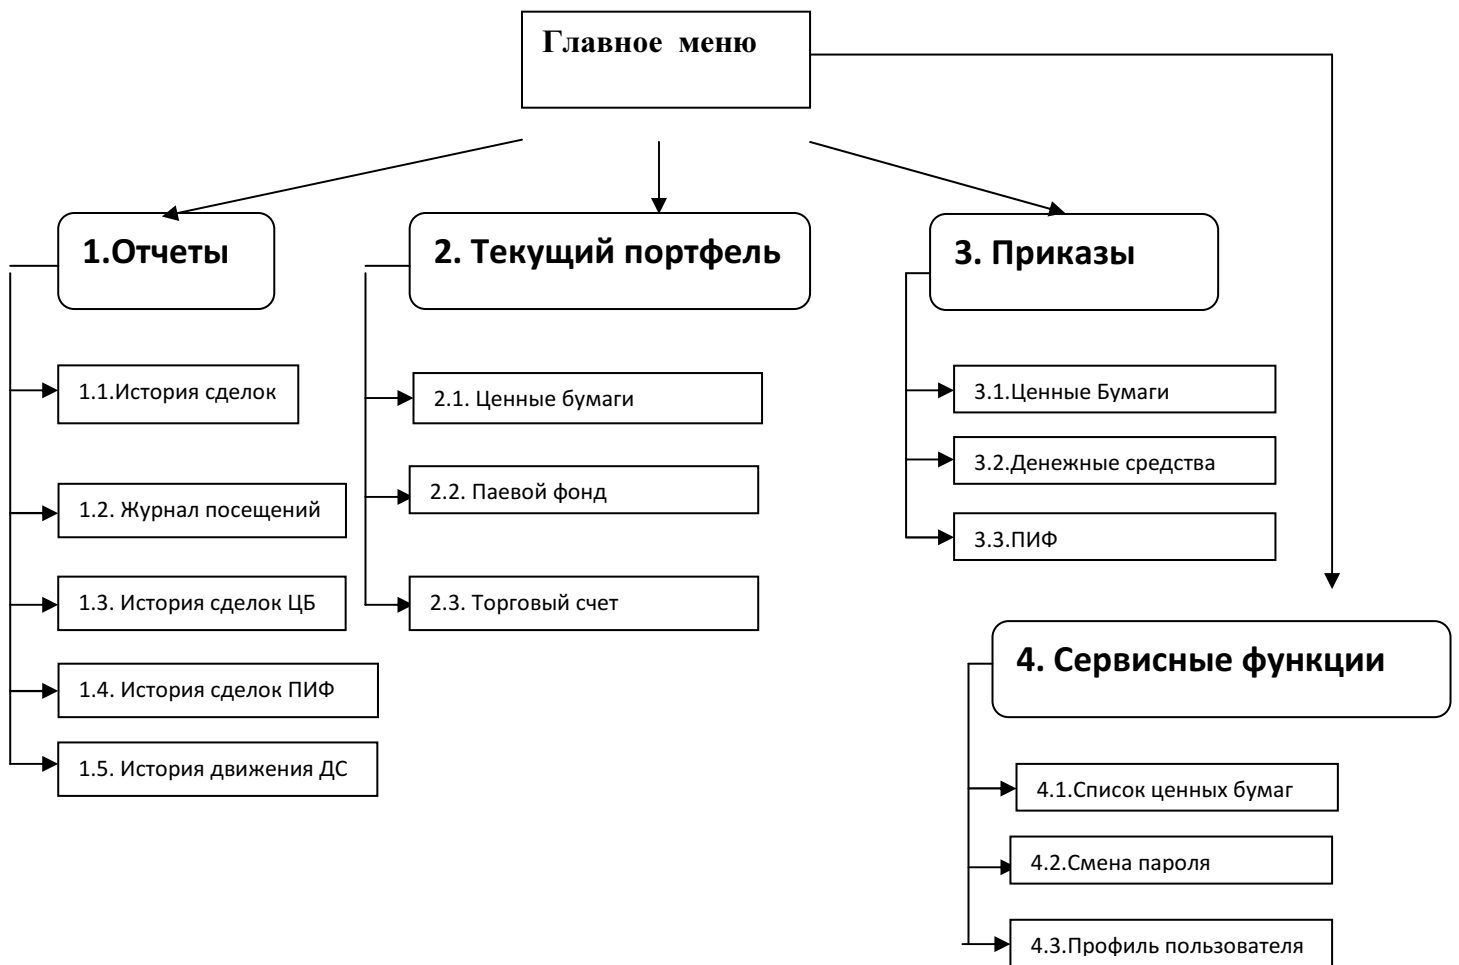 Главное меню
1.Отчеты
1.1.История сделок
1.2. Журнал посещений
1.3. История сделок ЦБ
1.4. История сделок ПИФ
1.5. История движения ДС
2. Текущий портфель
2.1. Ценные бумаги
2.2. Паевой фонд
2.3. Торговый счет
3. Приказы
3.1.Ценные Бумаги
3.2.Денежные средства
3.3.ПИФ
4. Сервисные функции
4.1.Список ценных бумаг
4.2.Смена пароля
4.3.Профиль пользователя